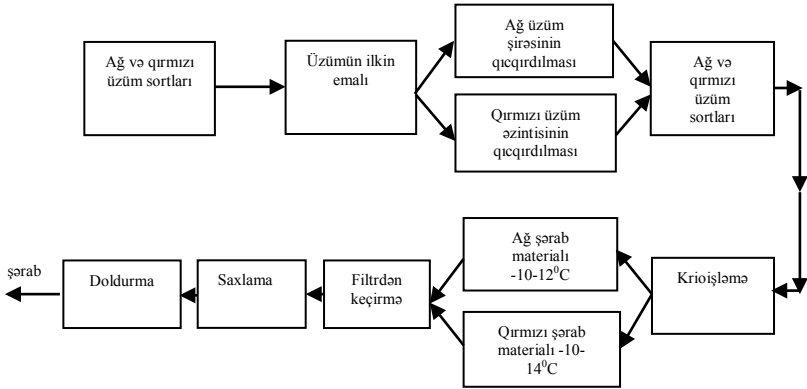 Ağ və qırmızı
üzüm sortları
Üzümün ilkin
emalı
Ağ üzüm
şirəsinin
qıcqırdılması
Qırmızı üzüm
əzintisinin
qıcqırdılması
Ağ və
qırmızı
üzüm
sortları
Krioişləmə
Ağ şərab
materialı
-10-12⁰C
Qırmızı şərab
materialı -10-
14⁰C
Filtrdən
keçirmə
Saxlama
Doldurma
şərab